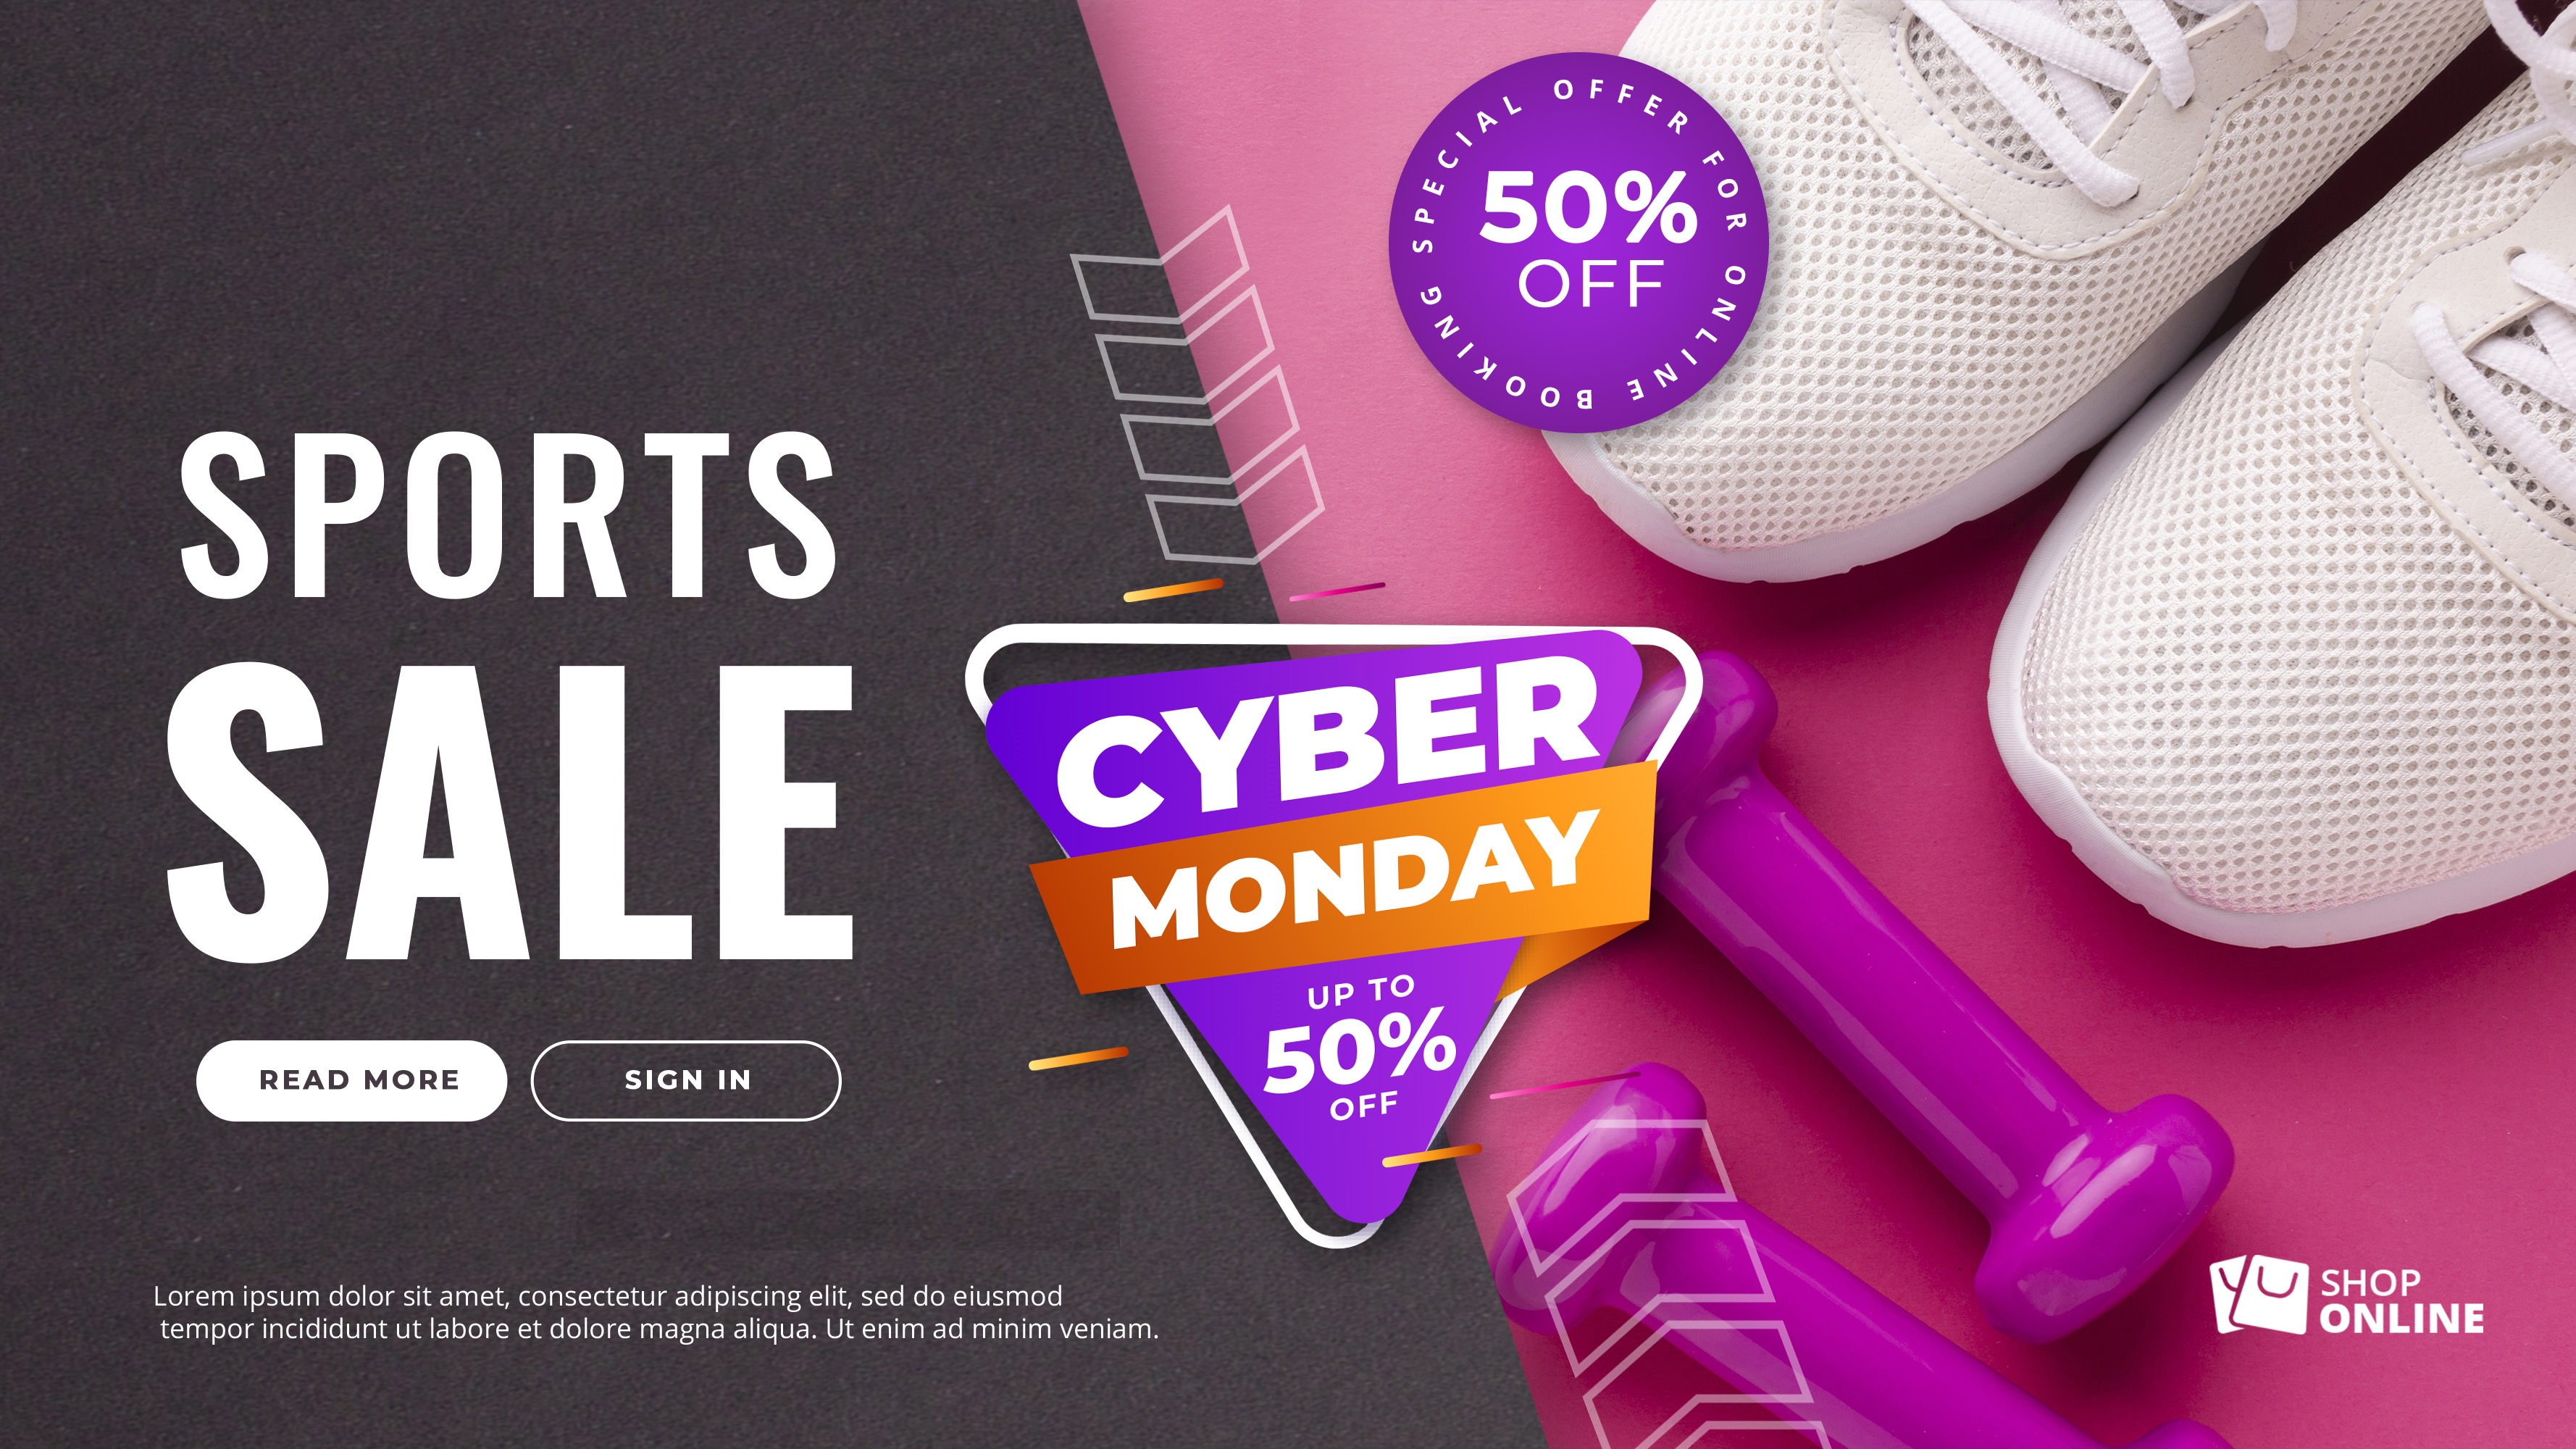 SPECIAL OFFER FOR ONLINE BOOKING
50%
OFF
SPORTS
SALE
CYBER
MONDAY
UP TO
50%
OFF
READ MORE
SIGN IN
Lorem ipsum dolor sit amet, consectetur adipiscing elit, sed do eiusmod
tempor incididunt ut labore et dolore magna aliqua. Ut enim ad minim veniam.
SHOP
ONLINE